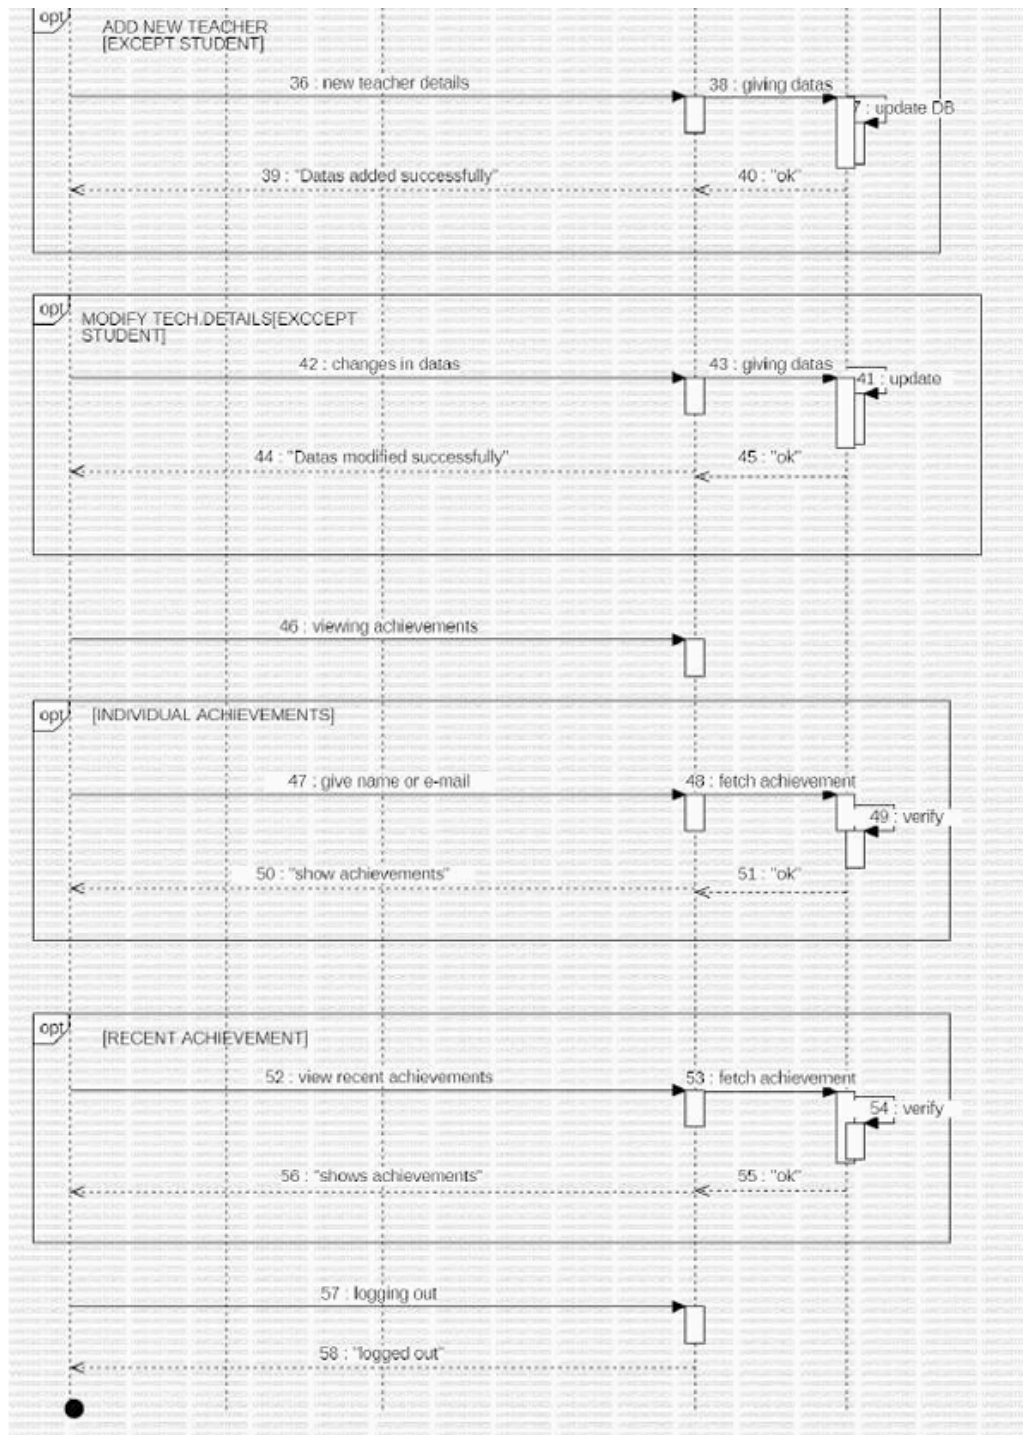 opt
ADD NEW TEACHER
[EXCEPT STUDENT]
36 : new teacher details
38 : giving datas
7 : update DB
39 : "Datas added successfully"
40 : "ok"
opt
MODIFY TECH.DETAILS[EXCCEPT
STUDENT]
42 : changes in datas
43 : giving datas
41 : update
44 : "Datas modified successfully"
45 : "ok"
46 : viewing achievements
opt
[INDIVIDUAL ACHIEVEMENTS]
47 : give name or e-mail
48 : fetch achievement
49 : verify
50 : "show achievements"
51 : "ok"
opt
[RECENT ACHIEVEMENT]
52 : view recent achievements
53 : fetch achievement
54 : verify
56 : "shows achievements"
55 : "ok"
57 : logging out
58 : "logged out"